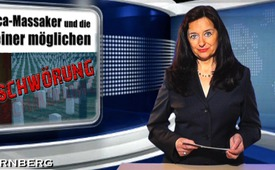 ca-Massaker und die
einer möglichen
SCHWÖRUNG
RNBERG